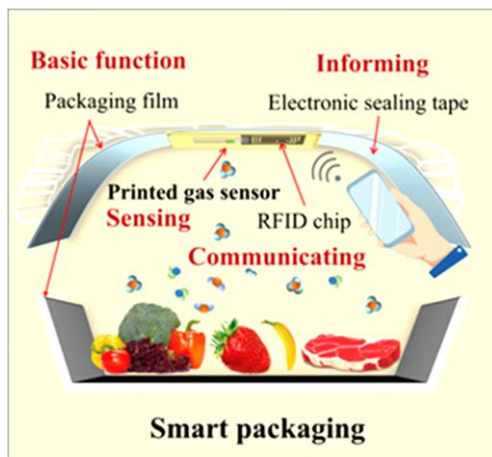 Basic function
Informing
Packaging film
Electronic sealing tape
Printed gas sensor
Sensing
RFID chip
Communicating
Smart packaging